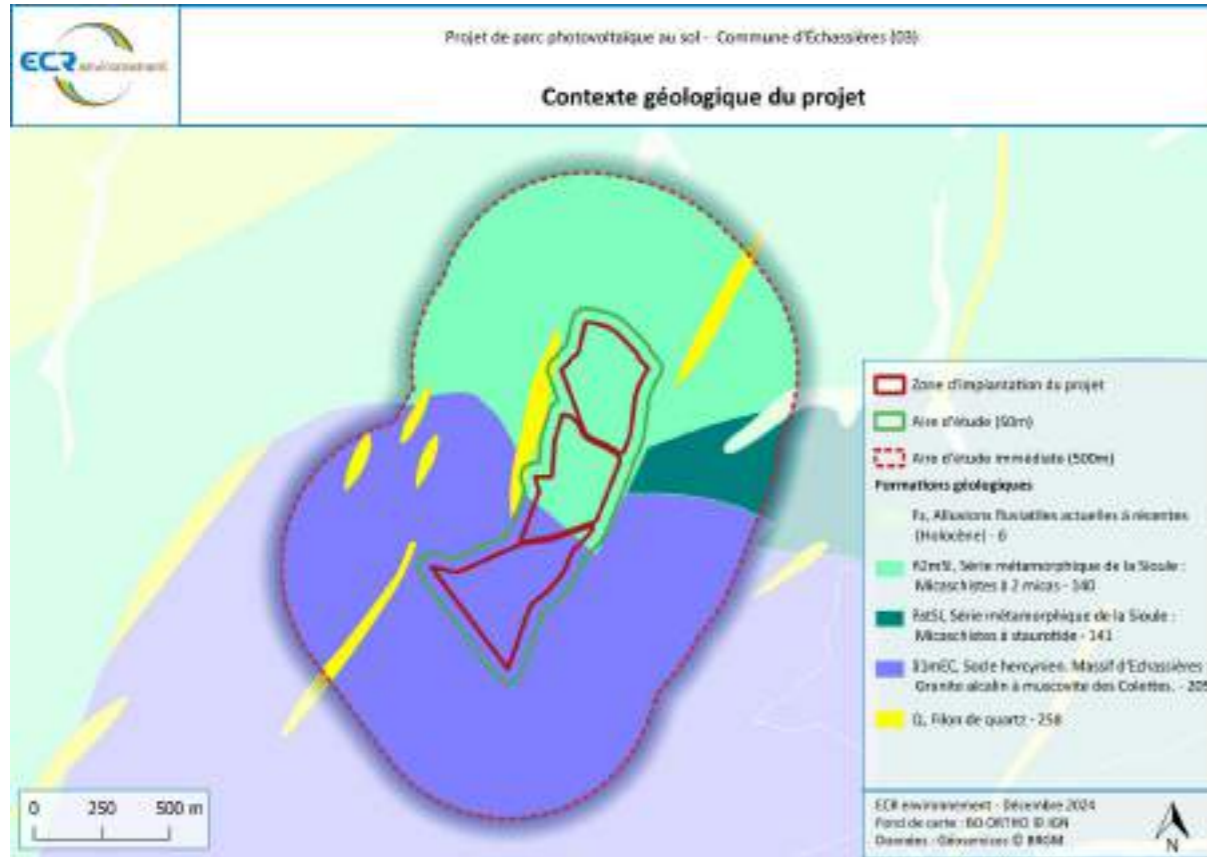 ECR environnement
Projet de parc photovoltaïque au sol - Commune d'Échassières (03)
Contexte géologique du projet
Zone d'implantation du projet
Aire d'étude (50m)
Aire d'étude immédiate (500m)
Formations géologiques
Fz, Alluvions fluviatiles actuelles à récentes
(Holocène) - 6
Série métamorphique de la Sioule :
Micaschistes à 2 micas - 140
Série métamorphique de la Sioule :
Micaschistes à staurotide - 141
Socle hercynien. Massif d'Echassières
Granite alcalin à muscovite des Colettes. - 205
Q, Filon de quartz - 258
0 250 500 m
ECR environnement - Décembre 2024
Fond de carte : BD ORTHO © IGN
Données : Géoservices © BRGM
N